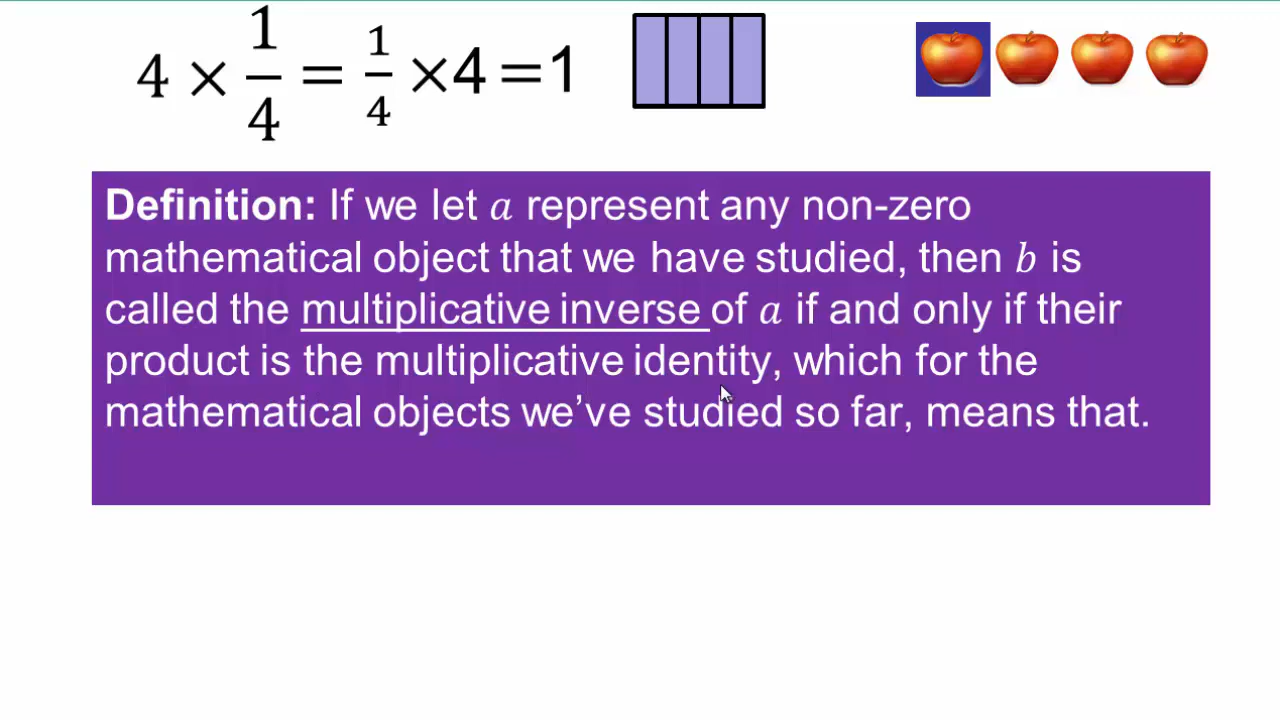 4 × 1/4 = 1/4 ×4 =1
Definition: If we let 𝑎 represent any non-zero
mathematical object that we have studied, then 𝑏 is
called the multiplicative inverse of 𝑎 if and only if their
product is the multiplicative identity, which for the
mathematical objects we’ve studied so far, means that.